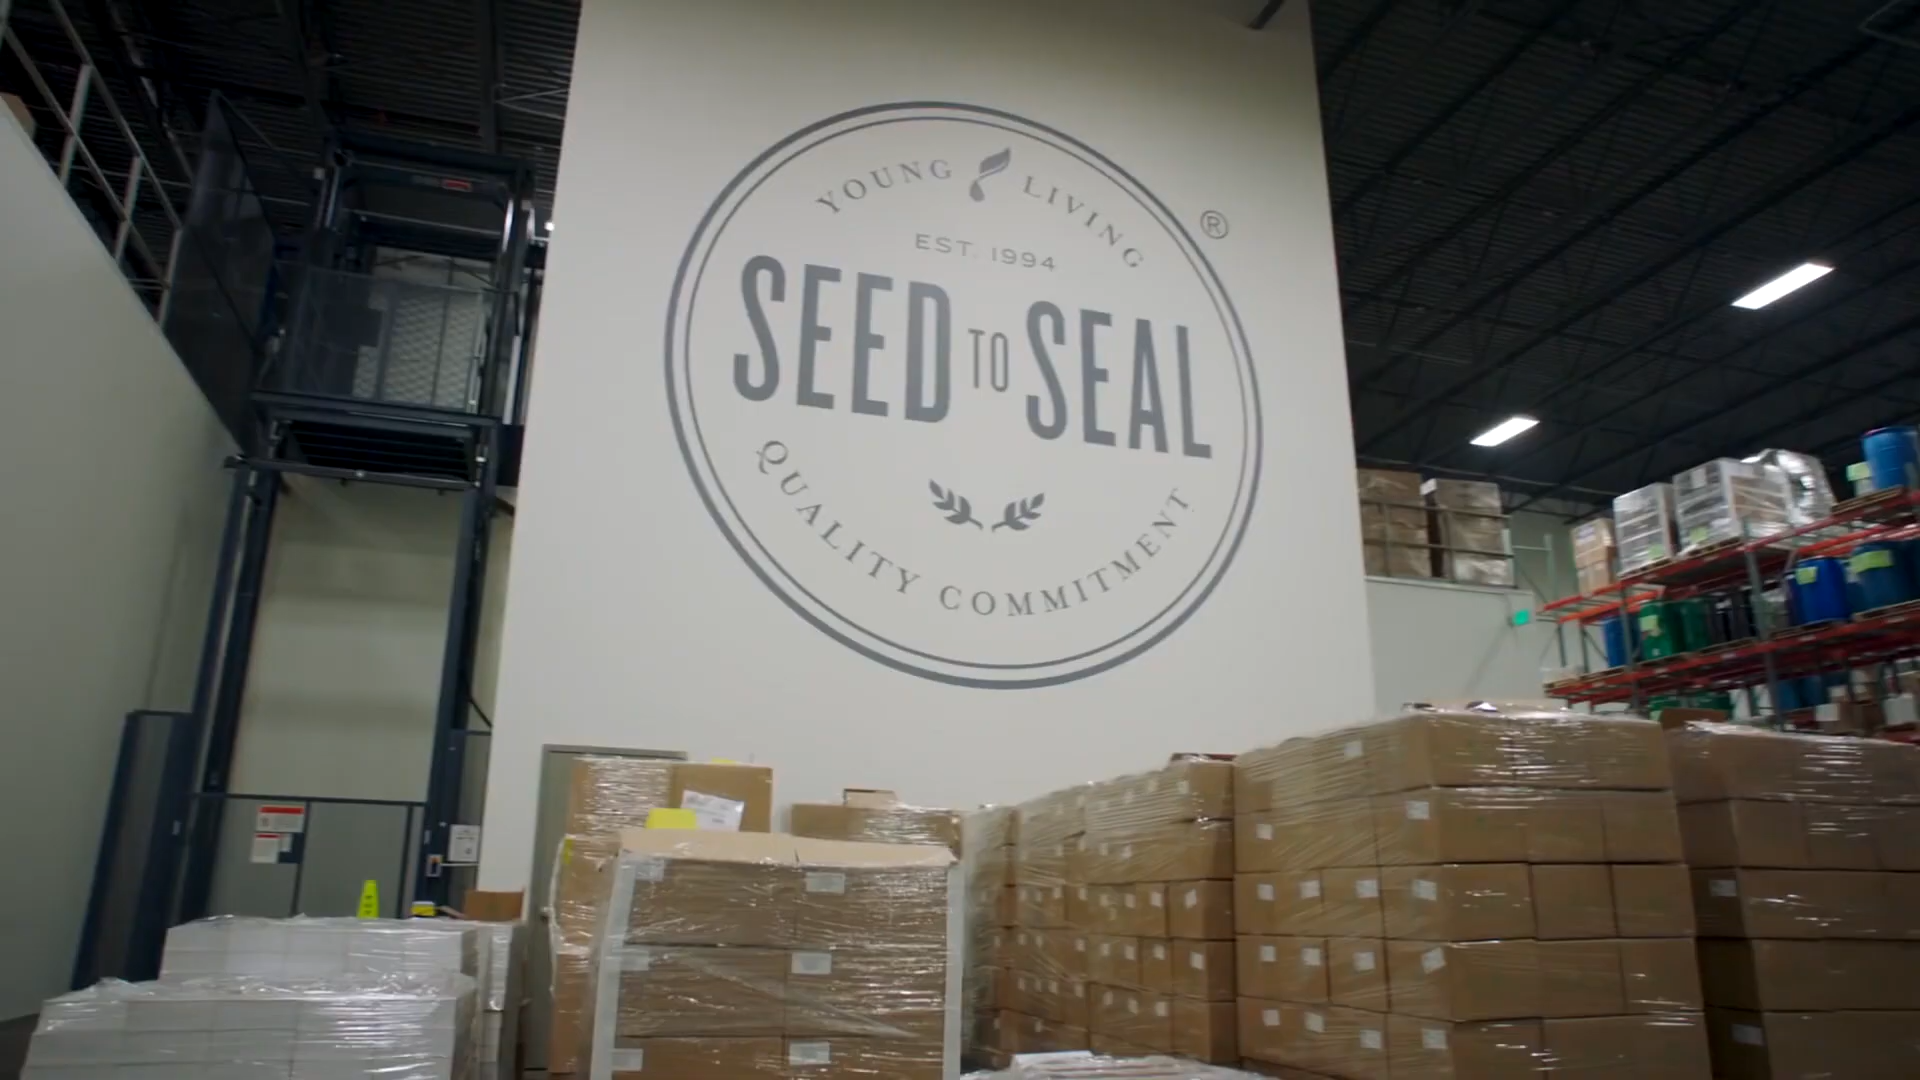 YOUNG LIVING
EST. 1994
SEED TO SEAL
®
QUALITY COMMITMENT